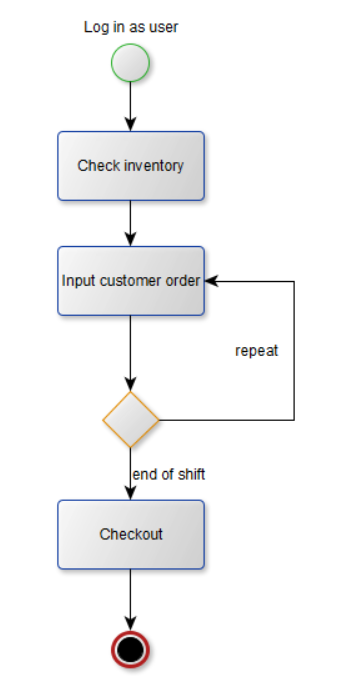 Log in as user
Check inventory
Input customer order
repeat
end of shift
Checkout